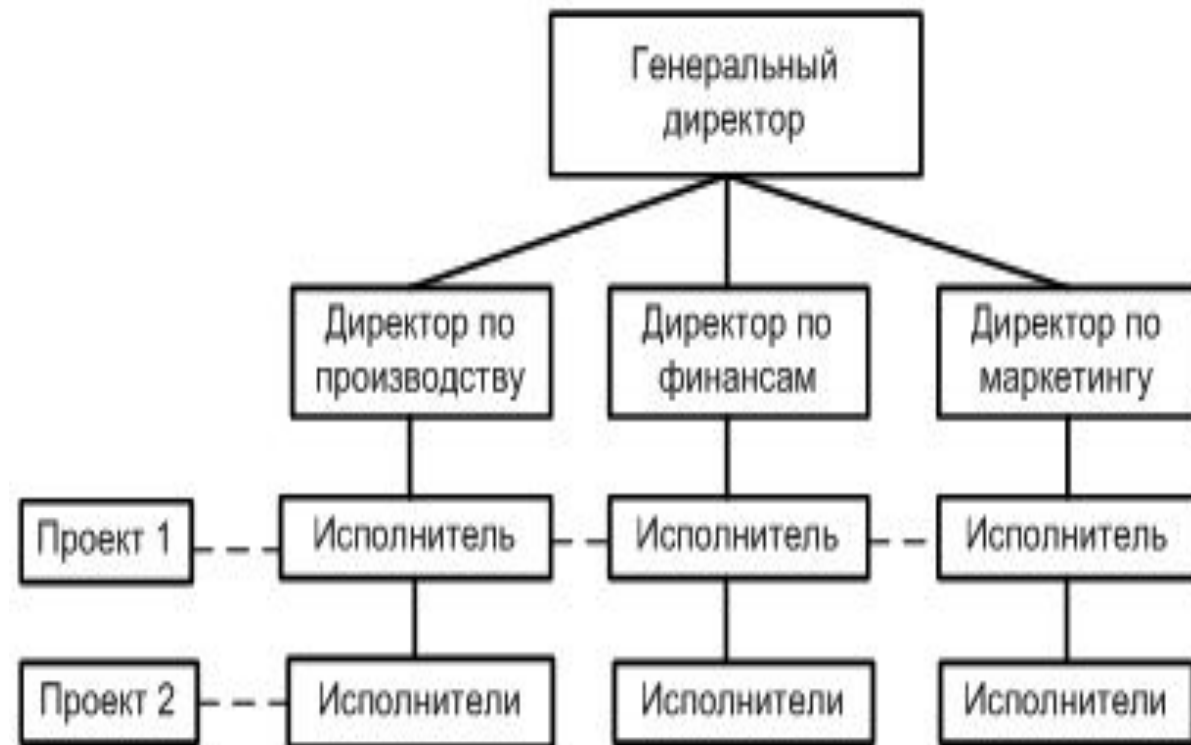 Генеральный
директор
Директор по
производству
Директор по
финансам
Директор по
маркетингу
Проект 1
Исполнитель
Исполнитель
Исполнитель
Проект 2
Исполнители
Исполнители
Исполнители